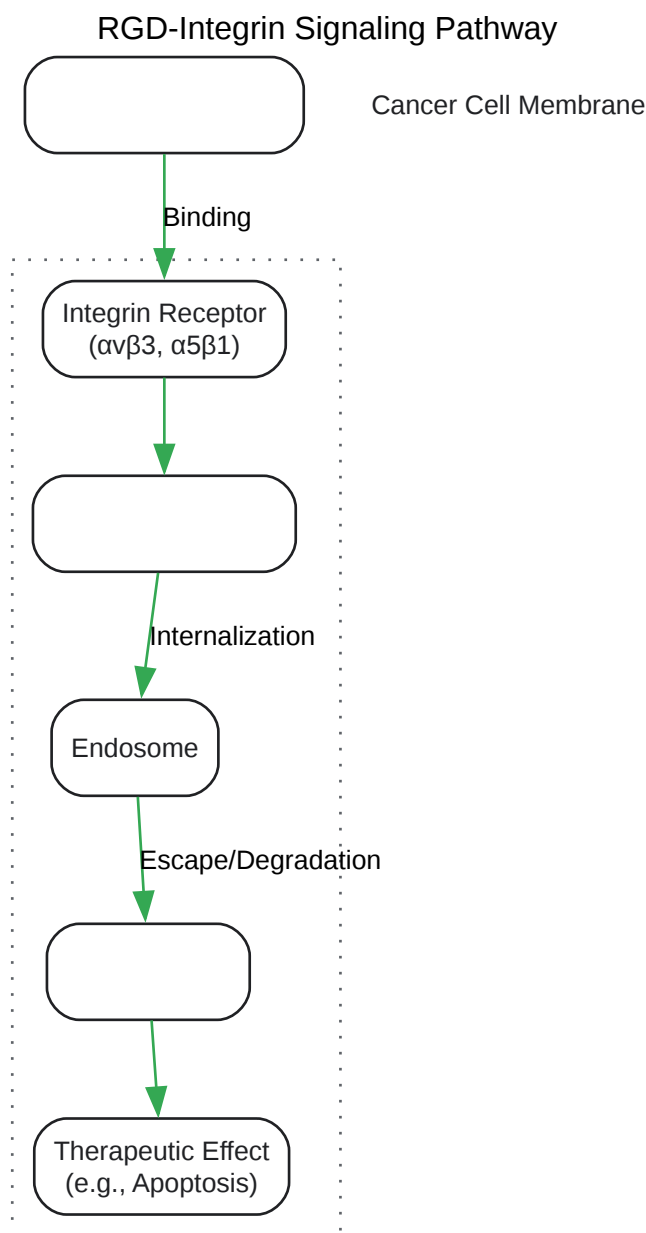 RGD-Integrin Signaling Pathway
Cancer Cell Membrane
Binding
Integrin Receptor
(αvβ3, α5β1)
Internalization
Endosome
Escape/Degradation
Therapeutic Effect
(e.g., Apoptosis)